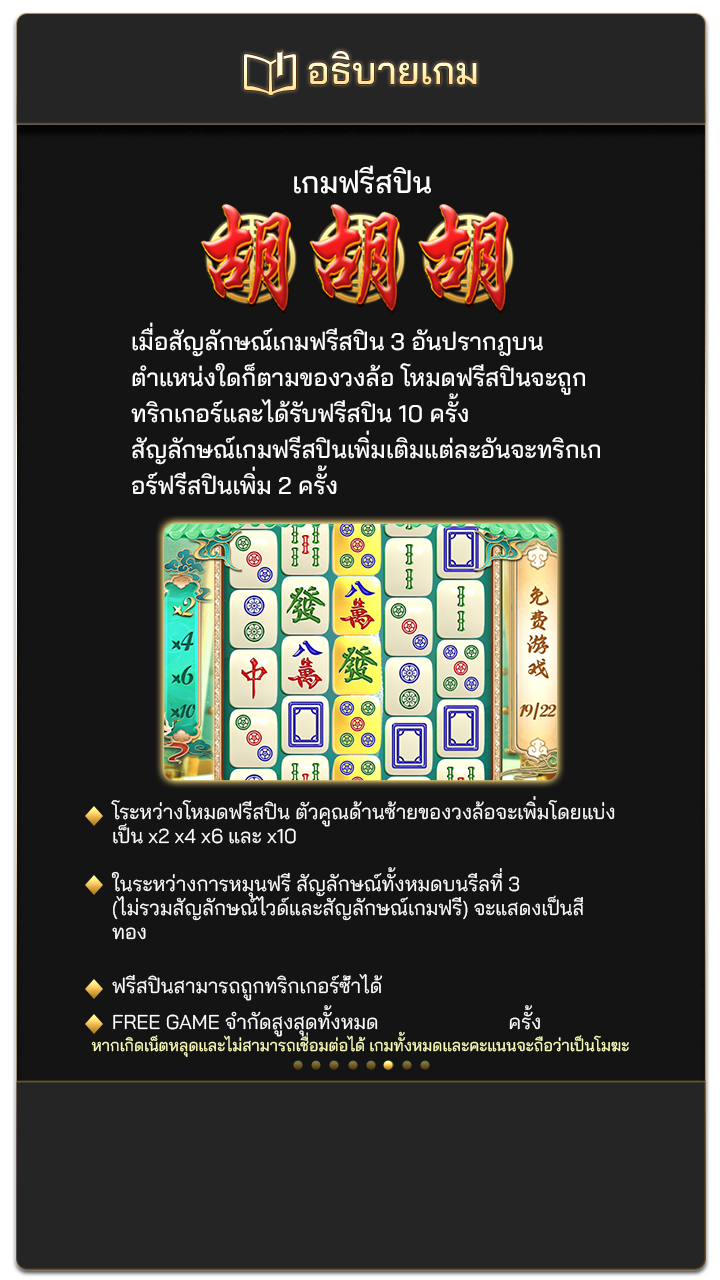 อธิบายเกม
เกมฟรีสปิน
胡 胡 胡
เมื่อสัญลักษณ์เกมฟรีสปิน 3 อันปรากฎบน
ตำแหน่งใดก็ตามของวงล้อ โหมดฟรีสปินจะถูก
ทริกเกอร์และได้รับฟรีสปิน 10 ครั้ง
สัญลักษณ์เกมฟรีสปินเพิ่มเติมแต่ละอันจะทริกเก
อร์ฟรีสปินเพิ่ม 2 ครั้ง
x2
x4
x6
x10
發
八萬
中
八萬
發
免费游戏
19/22
โระหว่างโหมดฟรีสปิน ตัวคูณด้านซ้ายของวงล้อจะเพิ่มโดยแบ่ง
เป็น x2 x4 x6 และ x10
ในระหว่างการหมุนฟรี สัญลักษณ์ทั้งหมดบนรีลที่ 3
(ไม่รวมสัญลักษณ์ไวด์และสัญลักษณ์เกมฟรี) จะแสดงเป็นสี
ทอง
ฟรีสปินสามารถถูกทริกเกอร์ซ้ำได้
FREE GAME จำกัดสูงสุดทั้งหมด ครั้ง
หากเกิดเน็ตหลุดและไม่สามารถเชื่อมต่อได้ เกมทั้งหมดและคะแนนจะถือว่าเป็นโมฆะ